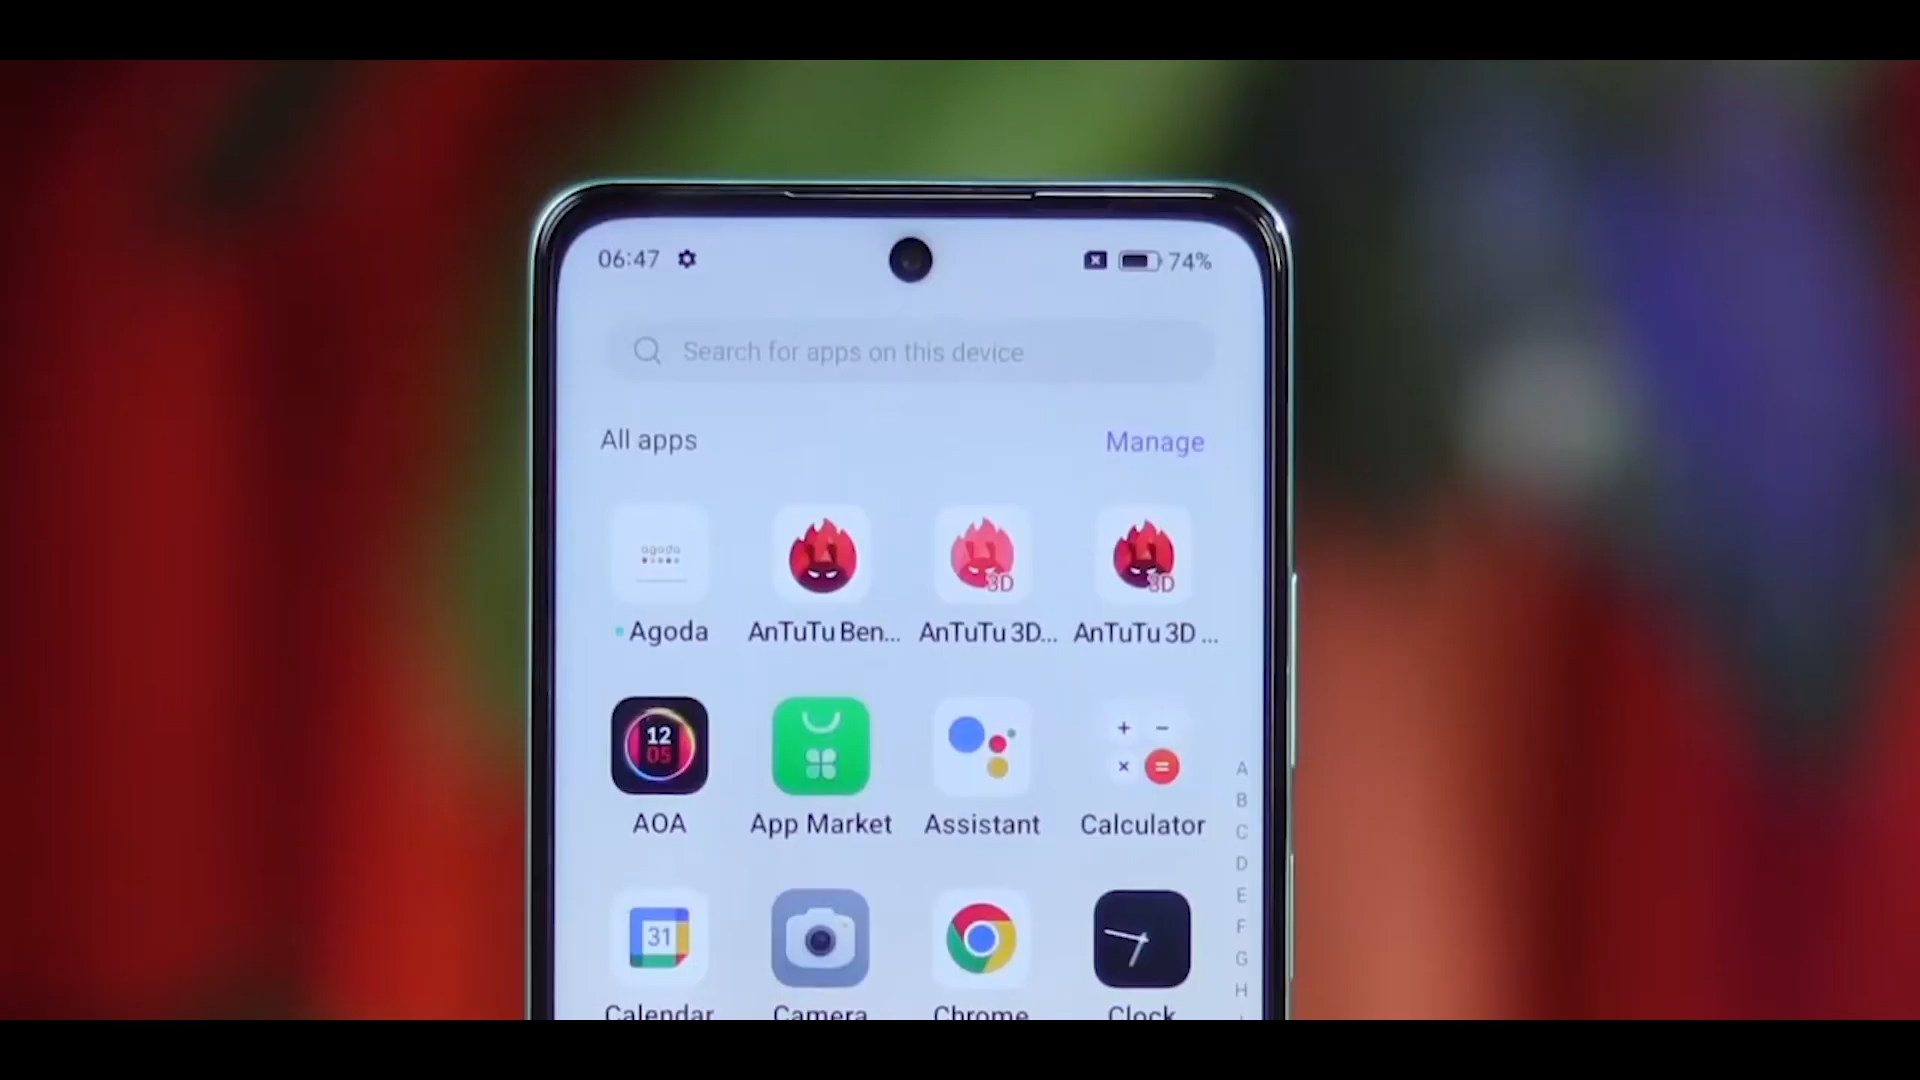 06:47 74%
Search for apps on this device
All apps Manage
agoda
3D 3D
Agoda AnTuTu Ben... AnTuTu 3D... AnTuTu 3D ...
12
05
+ −
× =
AOA App Market Assistant Calculator
A
B
C
D
E
F
G
H
31
Calendar Camera Chrome Clock